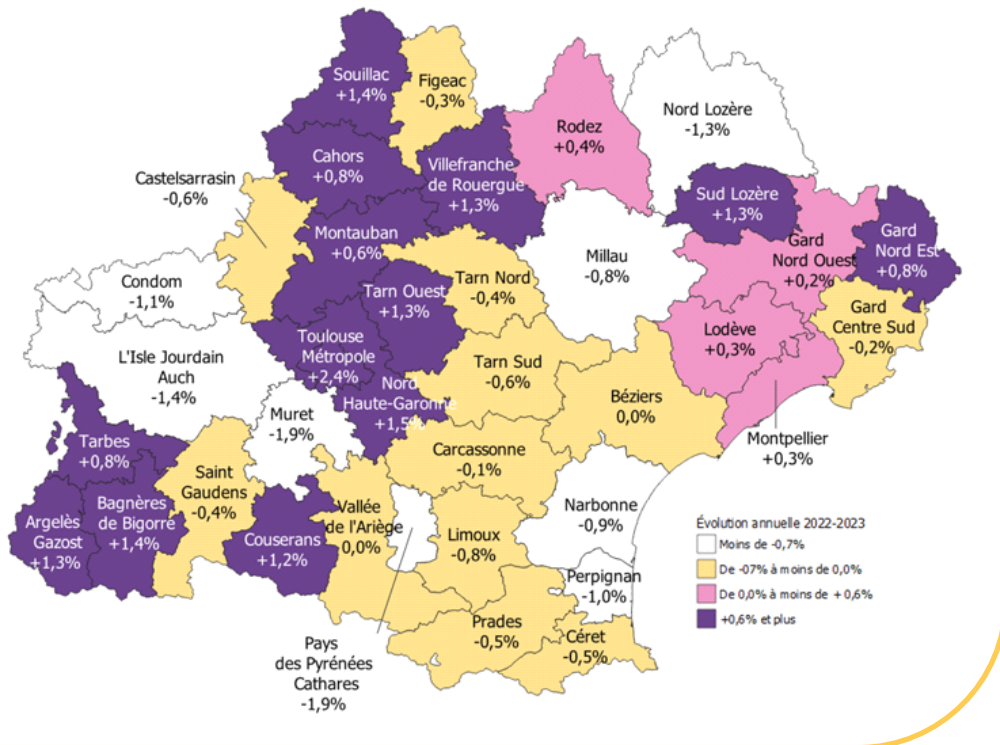 Souillac
+1,4%
Figeac
-0,3%
Nord Lozère
-1,3%
Rodez
+0,4%
Cahors
+0,8%
Villefranche
de Rouergue
+1,3%
Castelsarrasin
-0,6%
Sud Lozère
+1,3%
Montauban
+0,6%
Gard
Nord Est
+0,8%
Gard
Nord Ouest
+0,2%
Millau
-0,8%
Condom
-1,1%
Tarn Nord
-0,4%
Tarn Ouest
+1,3%
Gard
Centre Sud
-0,2%
Lodève
+0,3%
Toulouse
Métropole
+2,4%
L'Isle Jourdain
Auch
-1,4%
Tarn Sud
-0,6%
Nord
Haute-Garonne
+1,5%
Béziers
0,0%
Muret
-1,9%
Montpellier
+0,3%
Tarbes
+0,8%
Carcassonne
-0,1%
Saint
Gaudens
-0,4%
Bagnères
de Bigorre
+1,4%
Vallée
de l'Ariège
0,0%
Narbonne
-0,9%
Argelès
Gazost
+1,3%
Couserans
+1,2%
Limoux
-0,8%
Perpignan
-1,0%
Prades
-0,5%
Céret
-0,5%
Pays
des Pyrénées
Cathares
-1,9%
Évolution annuelle 2022-2023
Moins de -0,7%
De -07% à moins de 0,0%
De 0,0% à moins de + 0,6%
+0,6% et plus